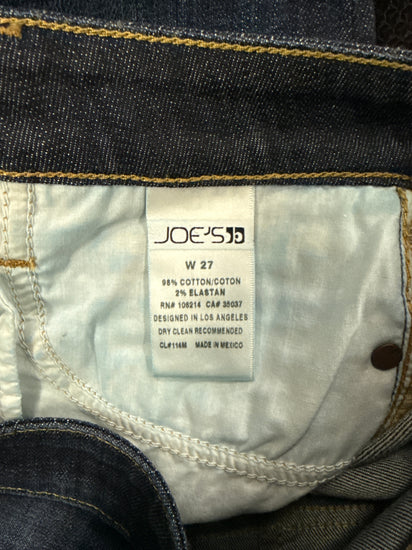 JOE'S
W 27
98% COTTON/COTON
2% ELASTAN
RN# 106214 CA# 38037
DESIGNED IN LOS ANGELES
DRY CLEAN RECOMMENDED
CL#114M MADE IN MEXICO